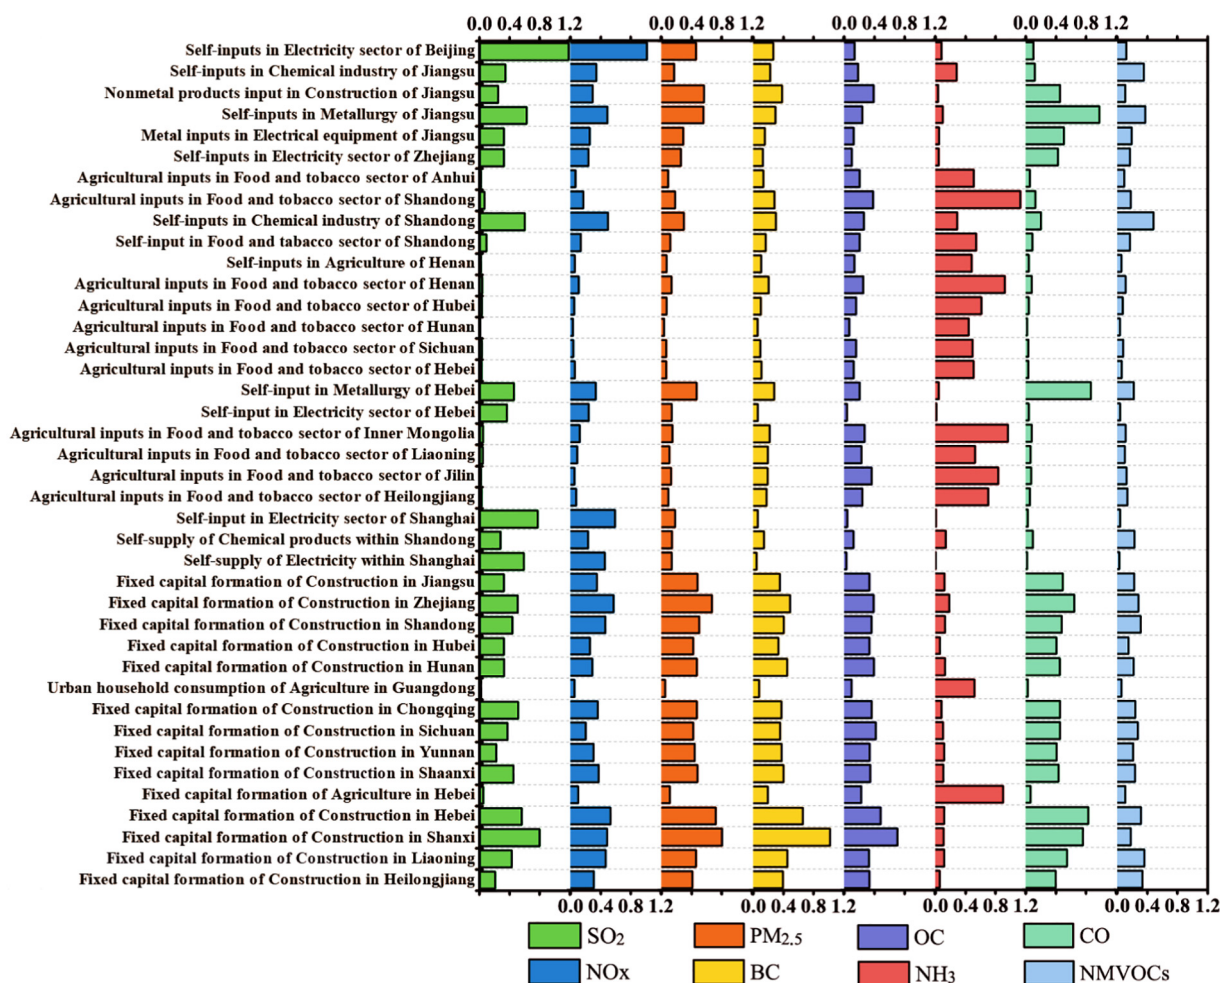 0.0 0.4 0.8 1.2 0.0 0.4 0.8 0.0 0.4 0.8 1.2 0.0 0.4 0.8
Self-inputs in Electricity sector of Beijing
Self-inputs in Chemical industry of Jiangsu
Nonmetal products input in Construction of Jiangsu
Self-inputs in Metallurgy of Jiangsu
Metal inputs in Electrical equipment of Jiangsu
Self-inputs in Electricity sector of Zhejiang
Agricultural inputs in Food and tobacco sector of Anhui
Agricultural inputs in Food and tobacco sector of Shandong
Self-inputs in Chemical industry of Shandong
Self-input in Food and tabacco sector of Shandong
Self-inputs in Agriculture of Henan
Agricultural inputs in Food and tobacco sector of Henan
Agricultural inputs in Food and tobacco sector of Hubei
Agricultural inputs in Food and tobacco sector of Hunan
Agricultural inputs in Food and tobacco sector of Sichuan
Agricultural inputs in Food and tobacco sector of Hebei
Self-input in Metallurgy of Hebei
Self-input in Electricity sector of Hebei
Agricultural inputs in Food and tobacco sector of Inner Mongolia
Agricultural inputs in Food and tobacco sector of Liaoning
Agricultural inputs in Food and tobacco sector of Jilin
Agricultural inputs in Food and tobacco sector of Heilongjiang
Self-input in Electricity sector of Shanghai
Self-supply of Chemical products within Shandong
Self-supply of Electricity within Shanghai
Fixed capital formation of Construction in Jiangsu
Fixed capital formation of Construction in Zhejiang
Fixed capital formation of Construction in Shandong
Fixed capital formation of Construction in Hubei
Fixed capital formation of Construction in Hunan
Urban household consumption of Agriculture in Guangdong
Fixed capital formation of Construction in Chongqing
Fixed capital formation of Construction in Sichuan
Fixed capital formation of Construction in Yunnan
Fixed capital formation of Construction in Shaanxi
Fixed capital formation of Agriculture in Hebei
Fixed capital formation of Construction in Hebei
Fixed capital formation of Construction in Shanxi
Fixed capital formation of Construction in Liaoning
Fixed capital formation of Construction in Heilongjiang
0.0 0.4 0.8 1.2 0.0 0.4 0.8 1.2 0.0 0.4 0.8 1.2 0.0 0.4 0.8 1.2
SO₂ PM₂.₅ OC CO
NOx BC NH₃ NMVOCs